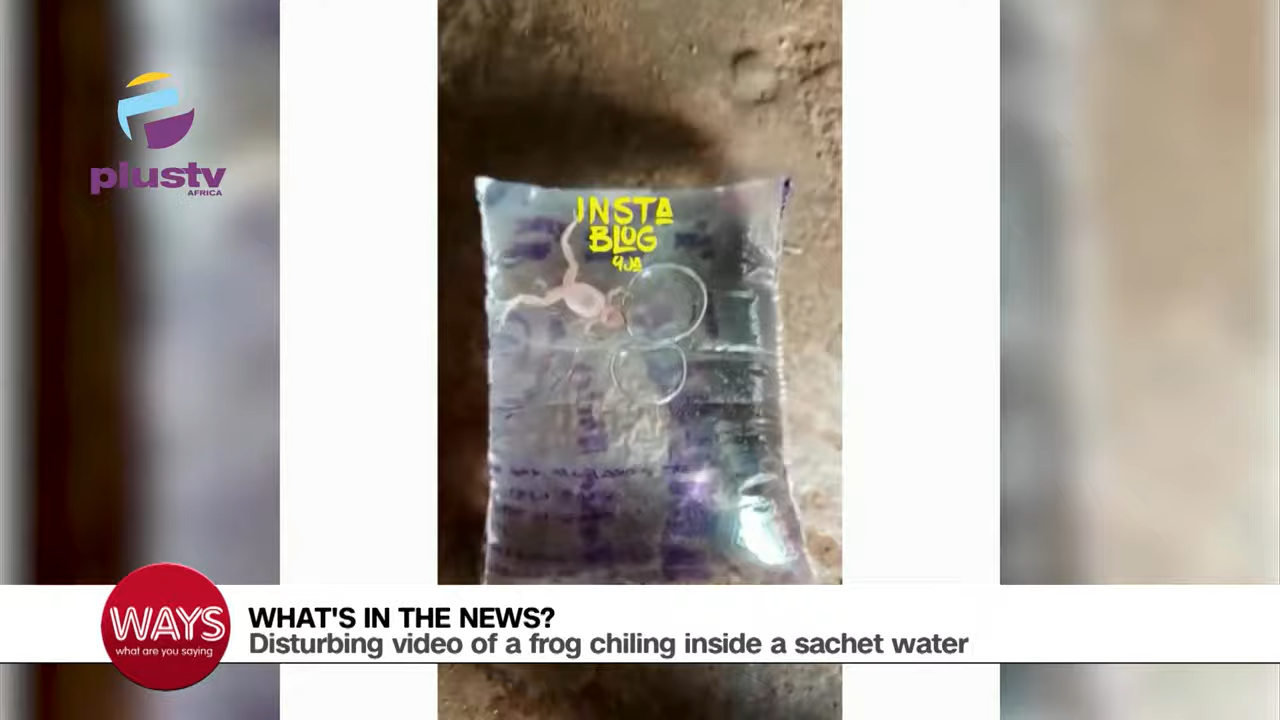 plustv
AFRICA
INSTA
BLOG
9JA
WAYS
what are you saying
WHAT'S IN THE NEWS?
Disturbing video of a frog chiling inside a sachet water